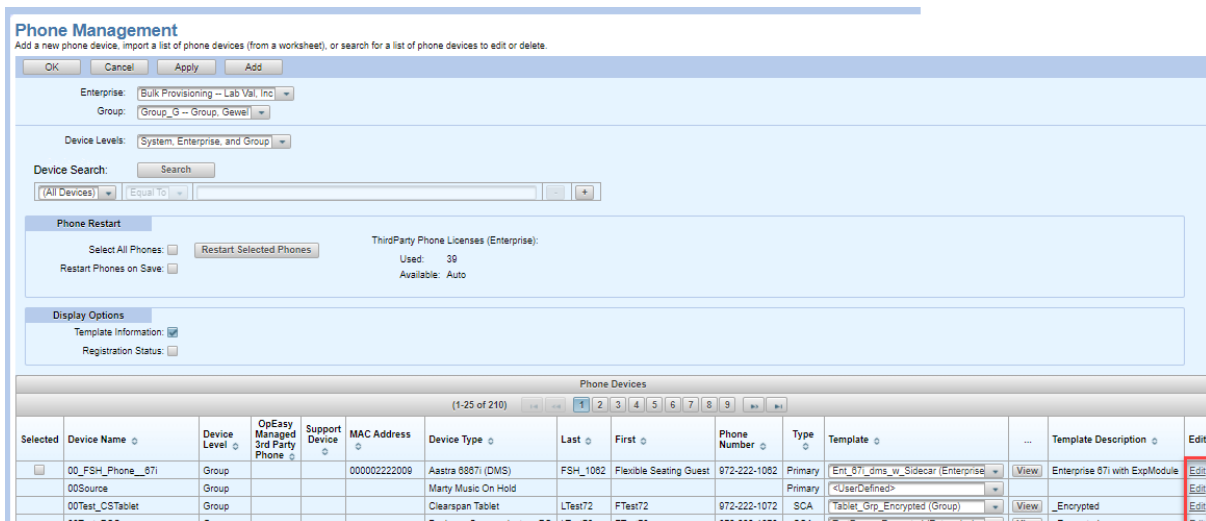 Phone Management
Add a new phone device, import a list of phone devices (from a worksheet), or search for a list of phone devices to edit or delete.
OK Cancel Apply Add
Enterprise: Bulk Provisioning -- Lab Val, Inc
Group: Group_G -- Group, Gewel
Device Levels: System, Enterprise, and Group
Device Search: Search
(All Devices) Equal To - +
Phone Restart
Select All Phones: Restart Selected Phones ThirdParty Phone Licenses (Enterprise):
Used: 39
Restart Phones on Save:
Available: Auto
Display Options
Template Information:
Registration Status:
Phone Devices
(1-25 of 210) 1 2 3 4 5 6 7 8 9
Selected Device Name Device Level OpEasy Managed 3rd Party Phone Support Device MAC Address Device Type Last First Phone Number Type Template ... Template Description Edit
00_FSH_Phone__67i Group 000002222009 Aastra 6867i (DMS) FSH_1062 Flexible Seating Guest 972-222-1062 Primary Ent_67i_dms_w_Sidecar (Enterprise View Enterprise 67i with ExpModule Edit
00Source Group Marty Music On Hold Primary <UserDefined> Edit
00Test_CSTablet Group Clearspan Tablet LTest72 FTest72 972-222-1072 SCA Tablet_Grp_Encrypted (Group) View _Encrypted Edit